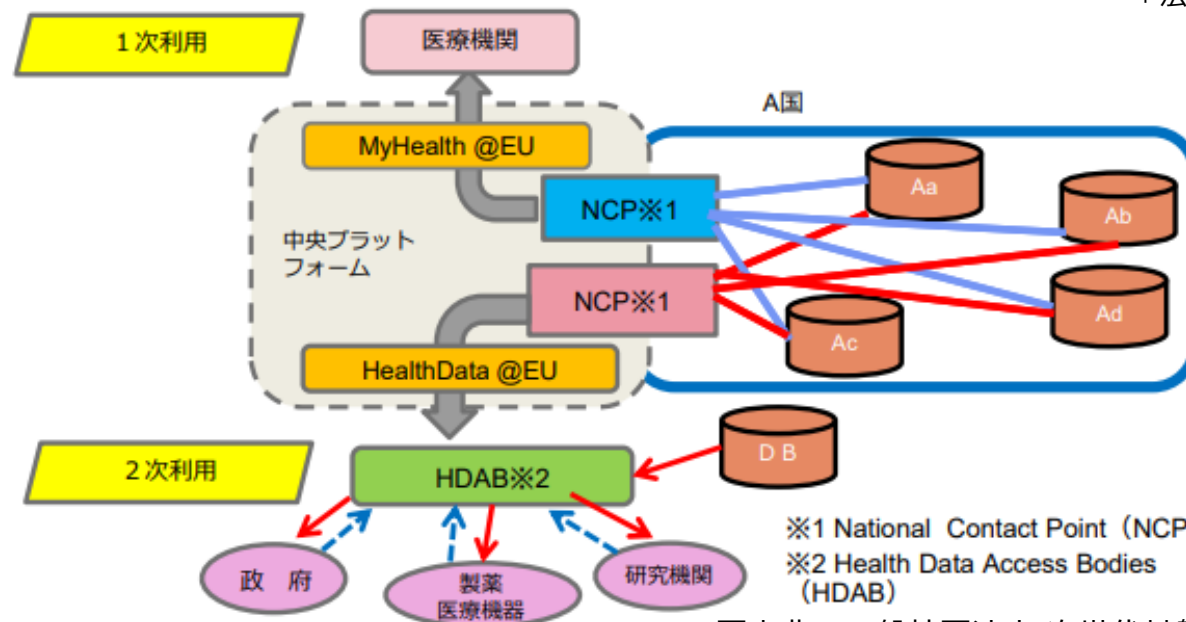 1次利用
医療機関
A国
MyHealth @EU
Aa
NCP※1
Ab
中央プラット
フォーム
NCP※1
Ad
Ac
HealthData @EU
2次利用
HDAB※2
D B
政 府
製薬
医療機器
研究機関
※1 National Contact Point（NCP
※2 Health Data Access Bodies
（HDAB）